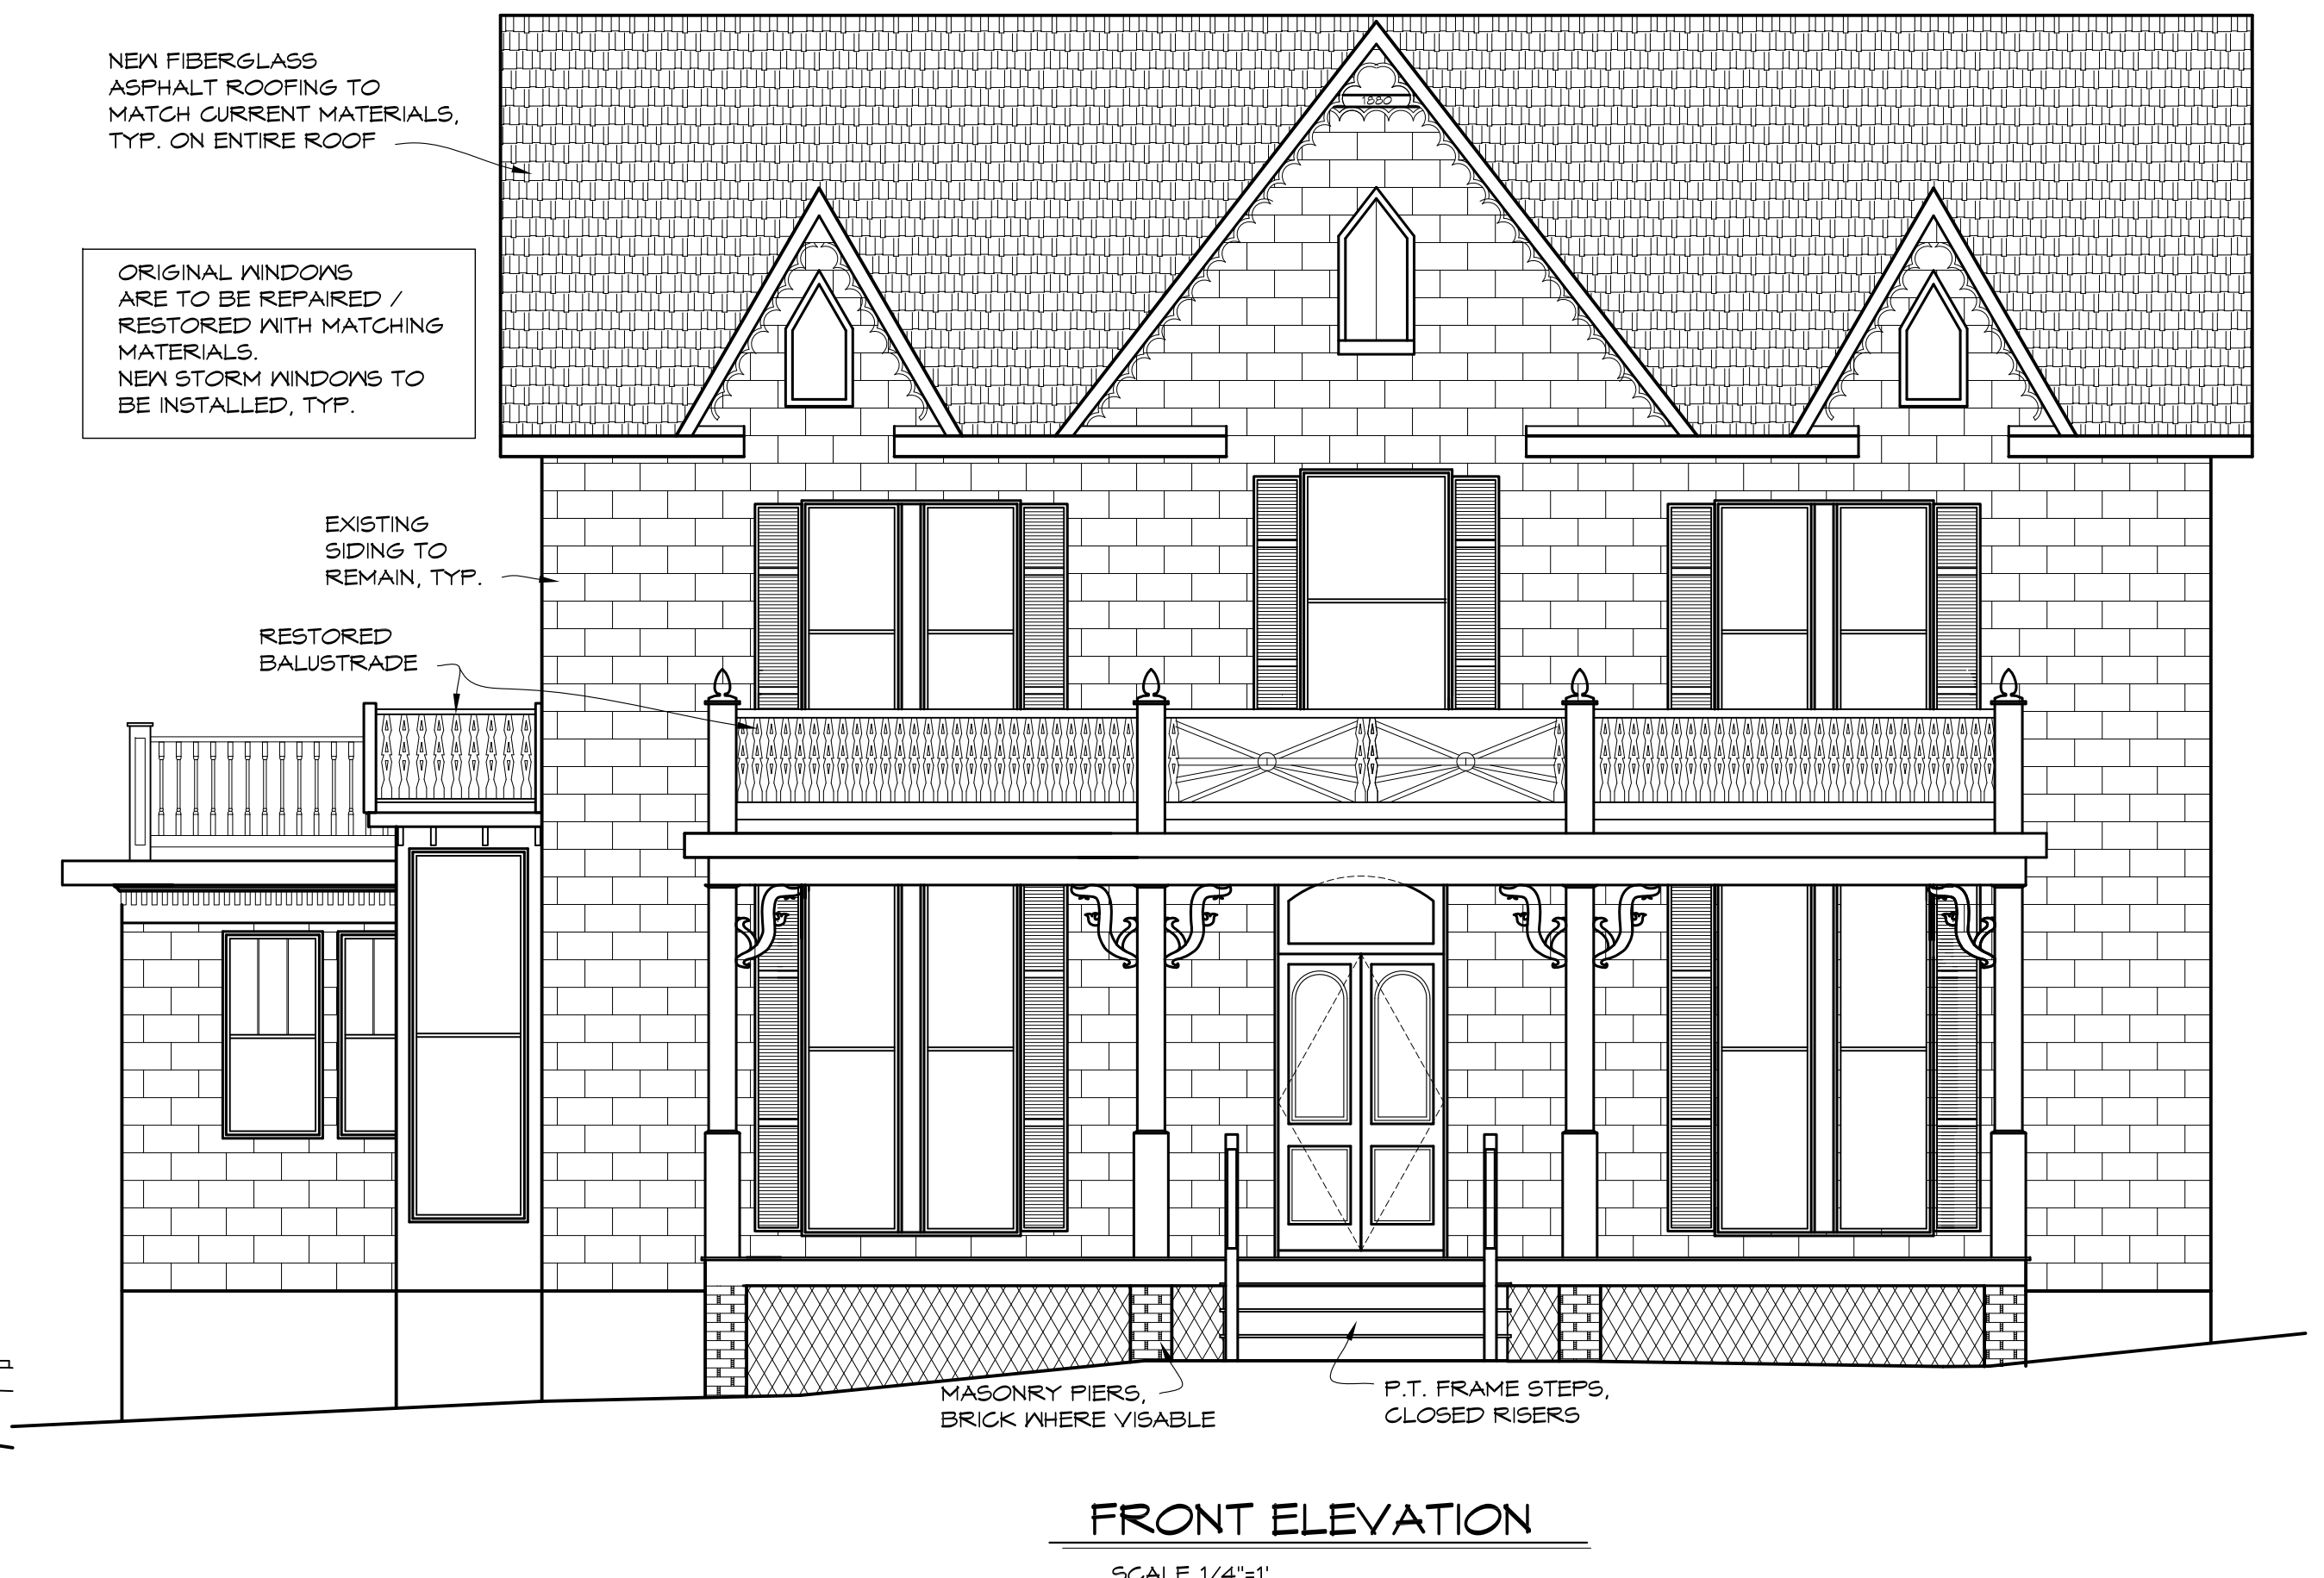 NEW FIBERGLASS
ASPHALT ROOFING TO
MATCH CURRENT MATERIALS,
TYP. ON ENTIRE ROOF
1880
ORIGINAL WINDOWS
ARE TO BE REPAIRED /
RESTORED WITH MATCHING
MATERIALS.
NEW STORM WINDOWS TO
BE INSTALLED, TYP.
EXISTING
SIDING TO
REMAIN, TYP.
RESTORED
BALUSTRADE
MASONRY PIERS,
BRICK WHERE VISABLE
P.T. FRAME STEPS,
CLOSED RISERS
FRONT ELEVATION
SCALE 1/4"=1'